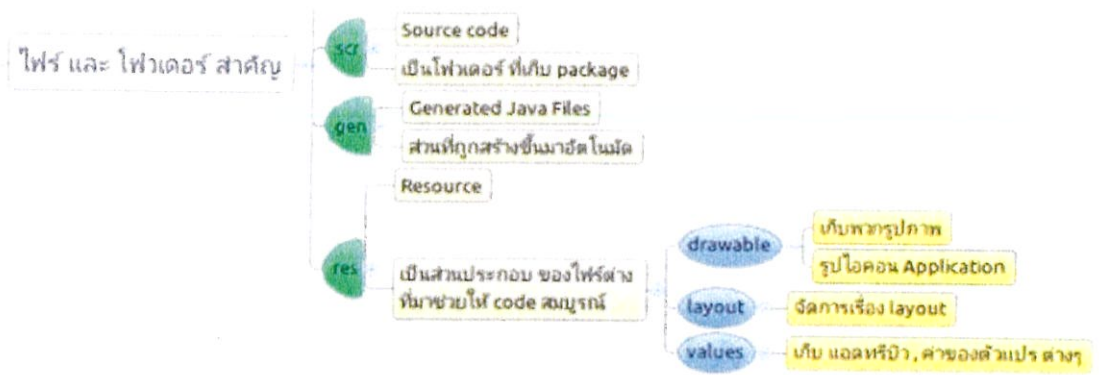 ไฟร์ และ โฟวเดอร์ สำคัญ
scr
Source code
เป็นโฟวเดอร์ ที่เก็บ package
gen
Generated Java Files
ส่วนที่ถูกสร้างขึ้นมาอัตโนมัด
res
Resource
เป็นส่วนประกอบ ของไฟร์ต่าง
ที่มาช่วยให้ code สมบูรณ์
drawable
เก็บพวกรูปภาพ
รูปไอคอน Application
layout
จัดการเรื่อง layout
values
เก็บ แอดทรีบิว , ค่าของตัวแปร ต่างๆ